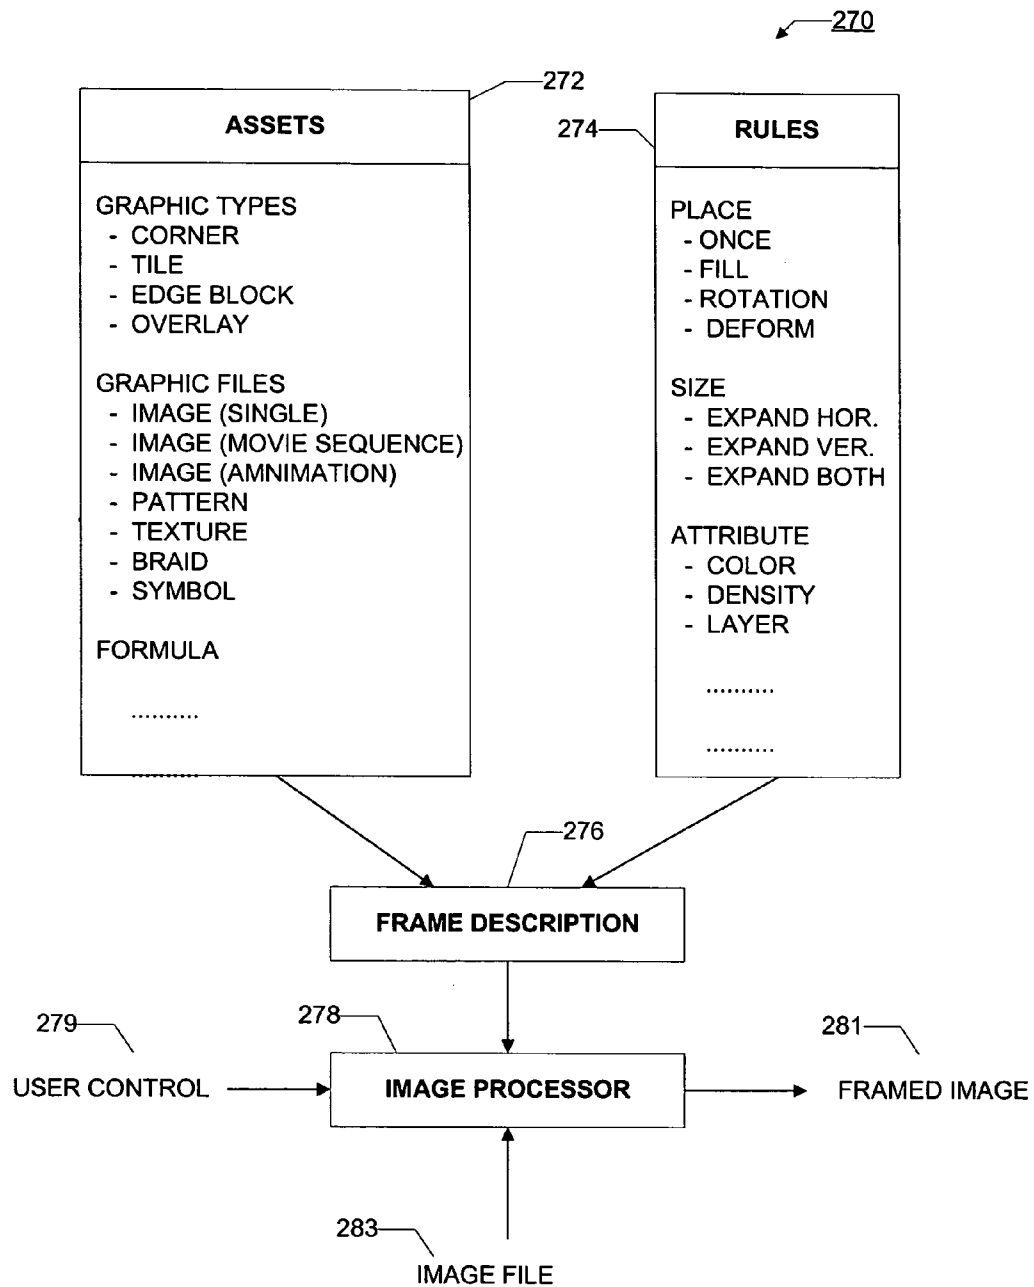 270
272
ASSETS
GRAPHIC TYPES
- CORNER
- TILE
- EDGE BLOCK
- OVERLAY
GRAPHIC FILES
- IMAGE (SINGLE)
- IMAGE (MOVIE SEQUENCE)
- IMAGE (AMNIMATION)
- PATTERN
- TEXTURE
- BRAID
- SYMBOL
FORMULA
..........
274
RULES
PLACE
- ONCE
- FILL
- ROTATION
- DEFORM
SIZE
- EXPAND HOR.
- EXPAND VER.
- EXPAND BOTH
ATTRIBUTE
- COLOR
- DENSITY
- LAYER
..........
..........
276
FRAME DESCRIPTION
279
USER CONTROL
278
IMAGE PROCESSOR
281
FRAMED IMAGE
283
IMAGE FILE